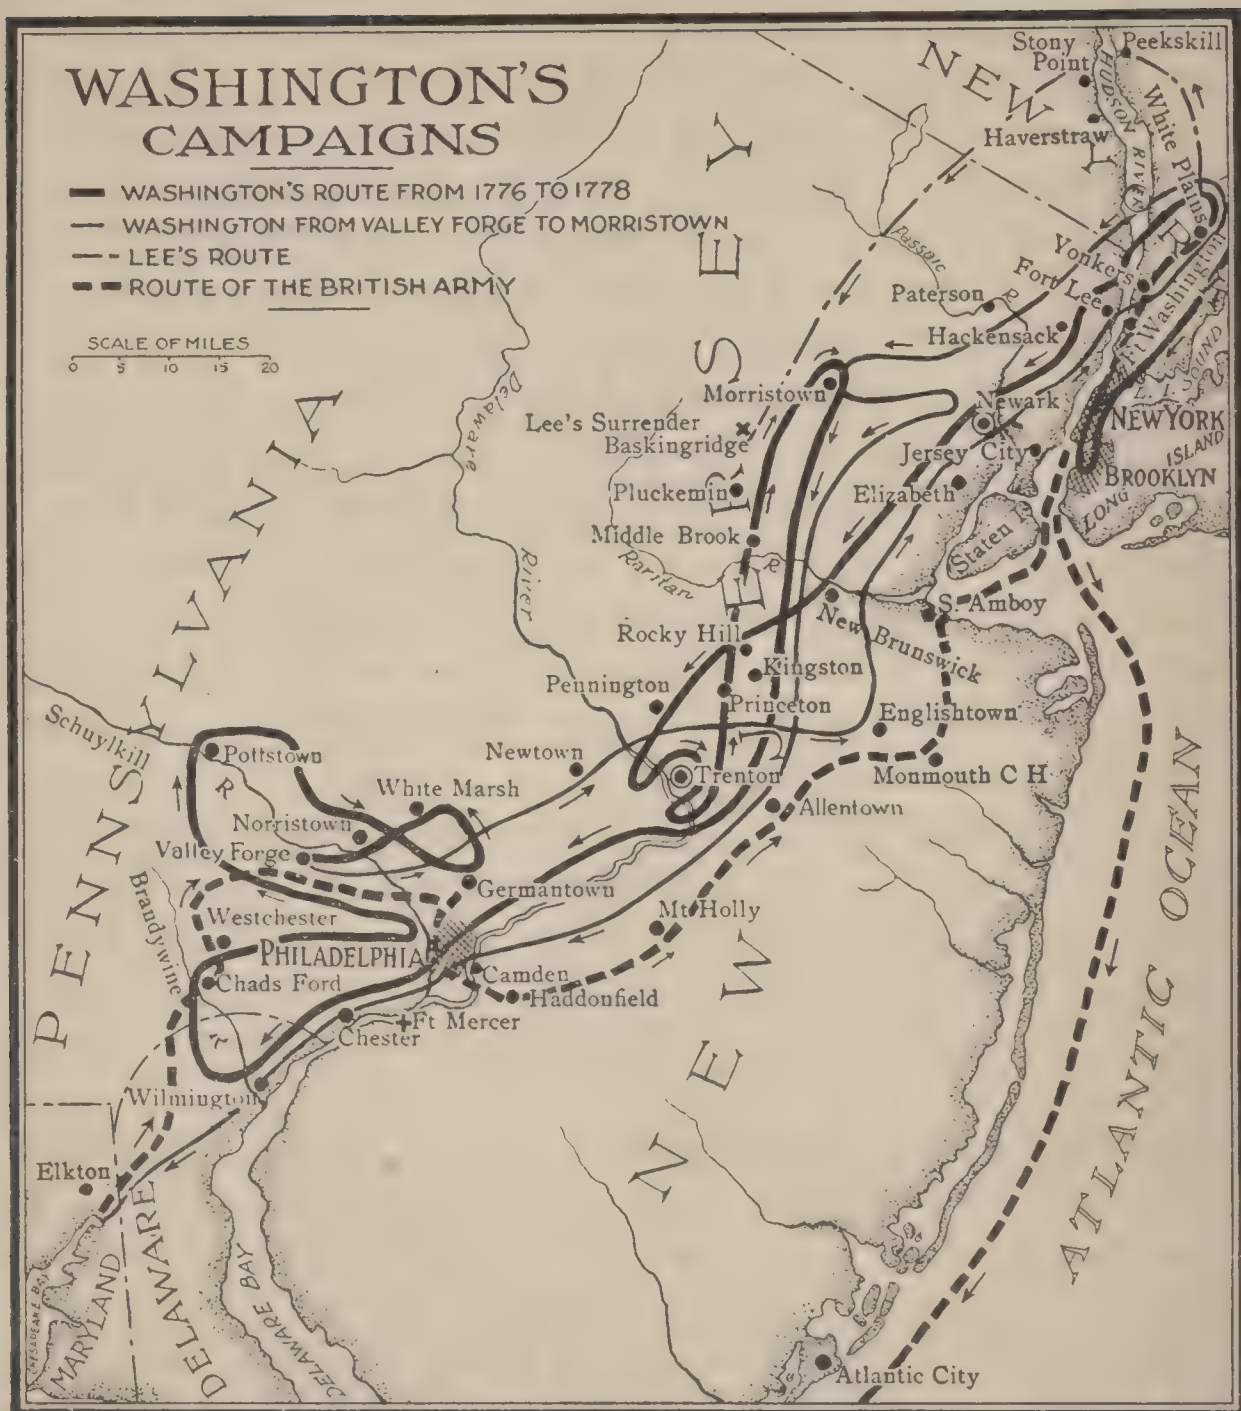 WASHINGTON'S
CAMPAIGNS
WASHINGTON'S ROUTE FROM 1776 TO 1778
WASHINGTON FROM VALLEY FORGE TO MORRISTOWN
LEE'S ROUTE
ROUTE OF THE BRITISH ARMY
SCALE OF MILES
0 5 10 15 20
NEW YORK
Stony
Point
Peekskill
HUDSON RIVER
White Plains
Haverstraw
Passaic
R
Yonkers
Fort Lee
Ft Washington
Paterson
Hackensack
L. I. SOUND
NEW JERSEY
Morristown
Newark
NEW YORK
Lee's Surrender
Baskingridge
Jersey City
BROOKLYN
LONG ISLAND
Pluckemin
Elizabeth
Middle Brook
Staten I
Delaware
River
Raritan
R
S. Amboy
New Brunswick
Rocky Hill
Kingston
Pennington
Princeton
Englishtown
PENNSYLVANIA
Schuylkill
R
Pottstown
Newtown
Trenton
Monmouth C H
White Marsh
Allentown
Norristown
Valley Forge
Brandywine
R
Germantown
Westchester
Mt Holly
PHILADELPHIA
Camden
Chads Ford
Haddonfield
Ft Mercer
Chester
Wilmington
ATLANTIC OCEAN
Elkton
CHESAPEAKE BAY
MARYLAND
DELAWARE
DELAWARE BAY
Atlantic City